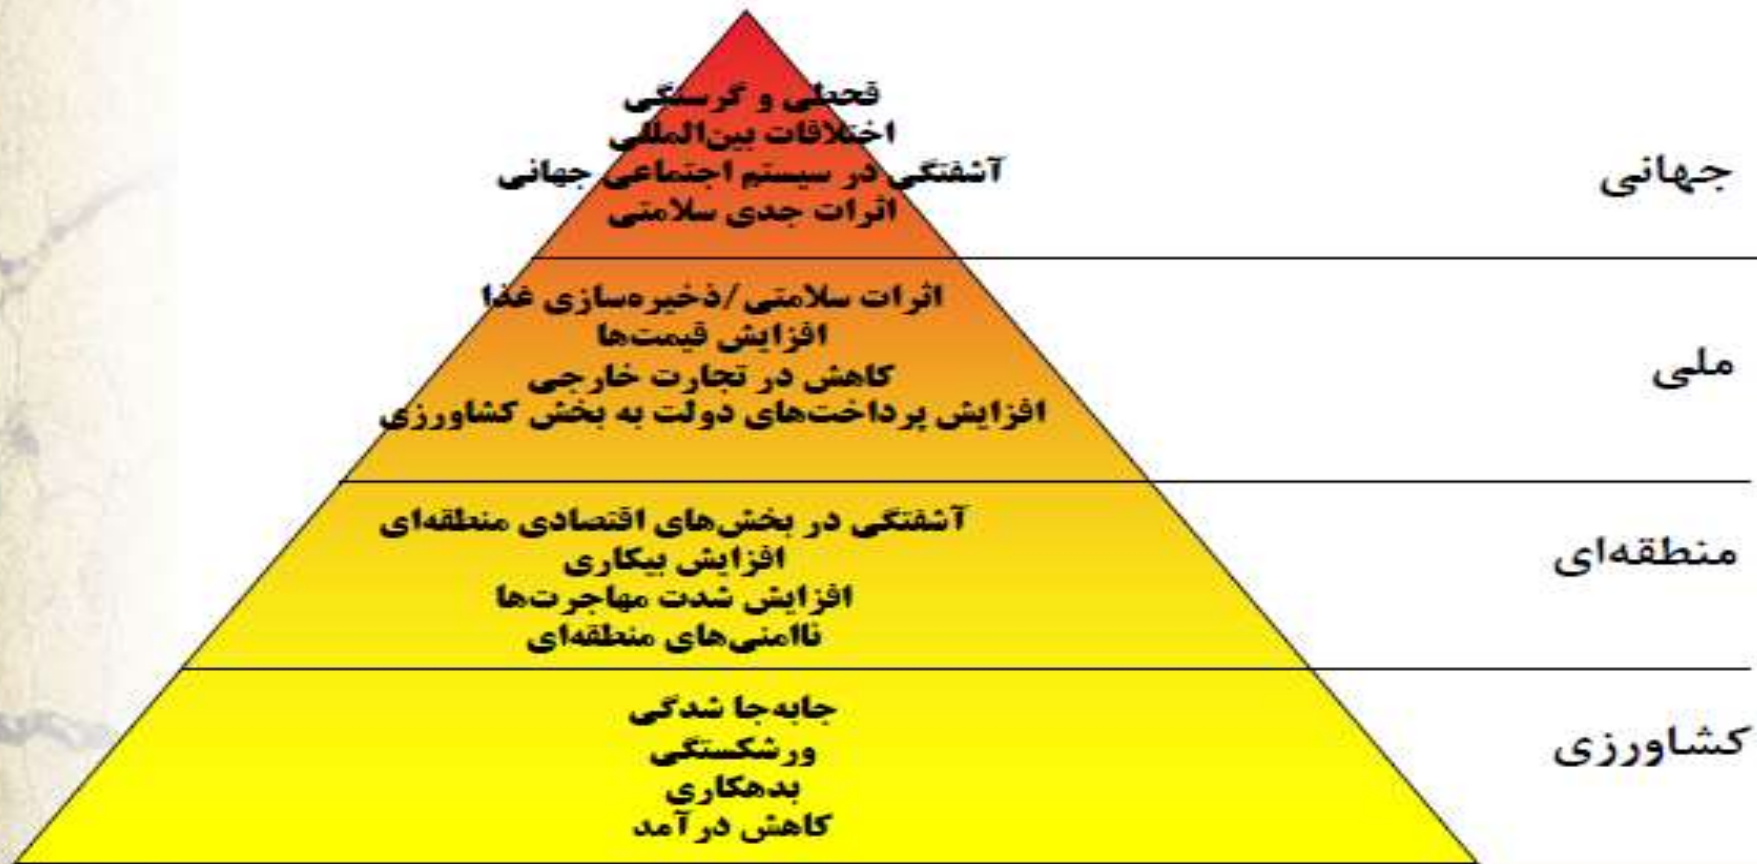 قحطی و گرسنگی
اختلافات بین‌المللی
آشفتگی در سیستم اجتماعی جهانی
اثرات جدی سلامتی
جهانی
اثرات سلامتی/ذخیره‌سازی غذا
افزایش قیمت‌ها
کاهش در تجارت خارجی
افزایش پرداخت‌های دولت به بخش کشاورزی
ملی
آشفتگی در بخش‌های اقتصادی منطقه‌ای
افزایش بیکاری
افزایش شدت مهاجرت‌ها
ناامنی‌های منطقه‌ای
منطقه‌ای
جابه‌جا شدگی
ورشکستگی
بدهکاری
کاهش درآمد
کشاورزی